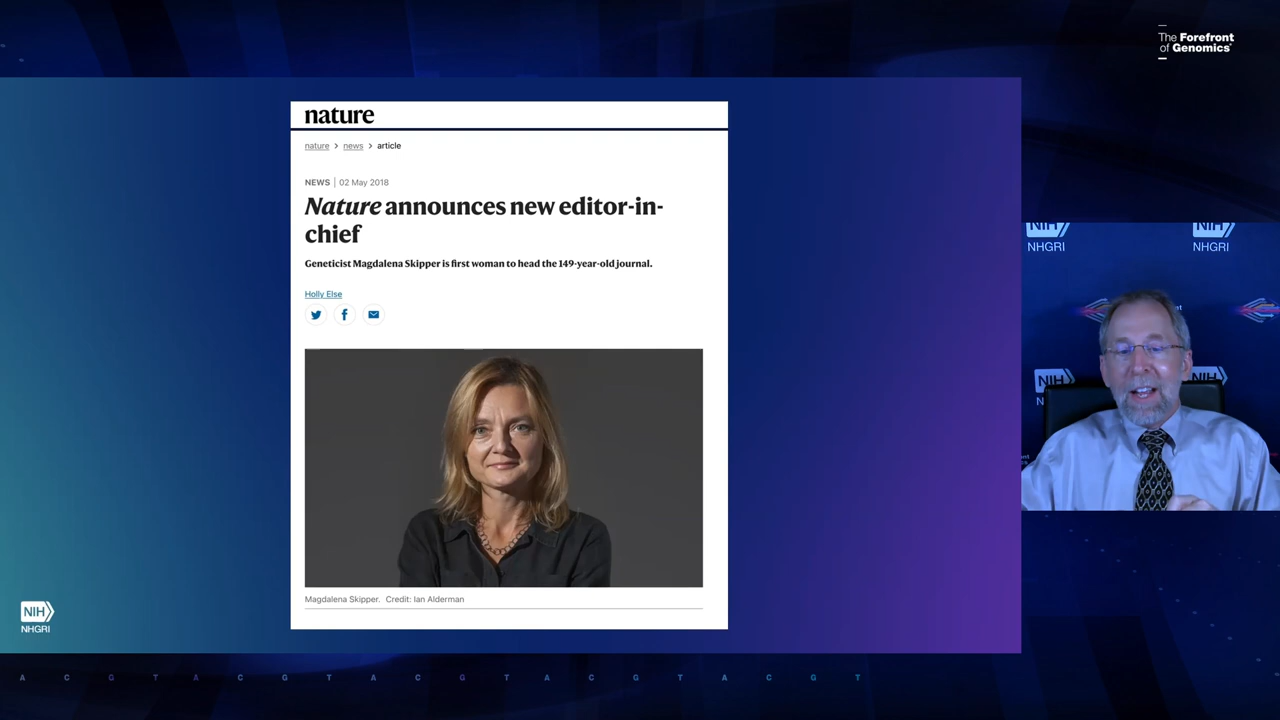 The Forefront
of Genomics®
nature
nature > news > article
NEWS | 02 May 2018
Nature announces new editor-in-
chief
Geneticist Magdalena Skipper is first woman to head the 149-year-old journal.
Holly Else
Magdalena Skipper. Credit: Ian Alderman
NIH
NHGRI
NIH
NHGRI
NIH
NHGRI
NIH
N
NIH
A C G T A C G T A C G T A C G T A C G T